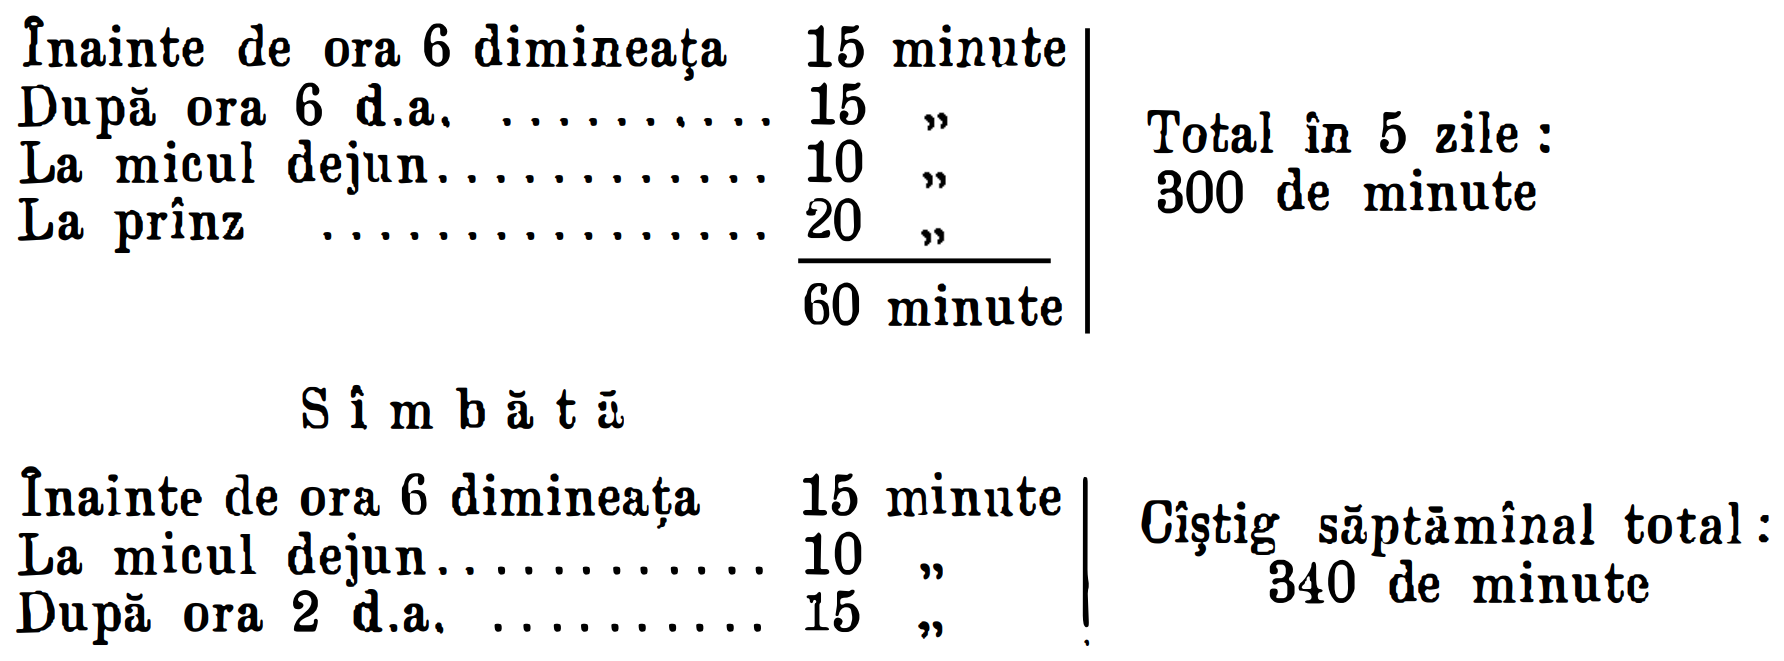 Înainte de ora 6 dimineaţa 15 minute
După ora 6 d.a. .......... 15 „
La micul dejun............ 10 „
La prînz ................ 20 „
60 minute
Total în 5 zile :
300 de minute
Sîmbătă
Înainte de ora 6 dimineaţa 15 minute
La micul dejun............ 10 „
După ora 2 d.a. .......... 15 „
Cîştig săptămînal total :
340 de minute